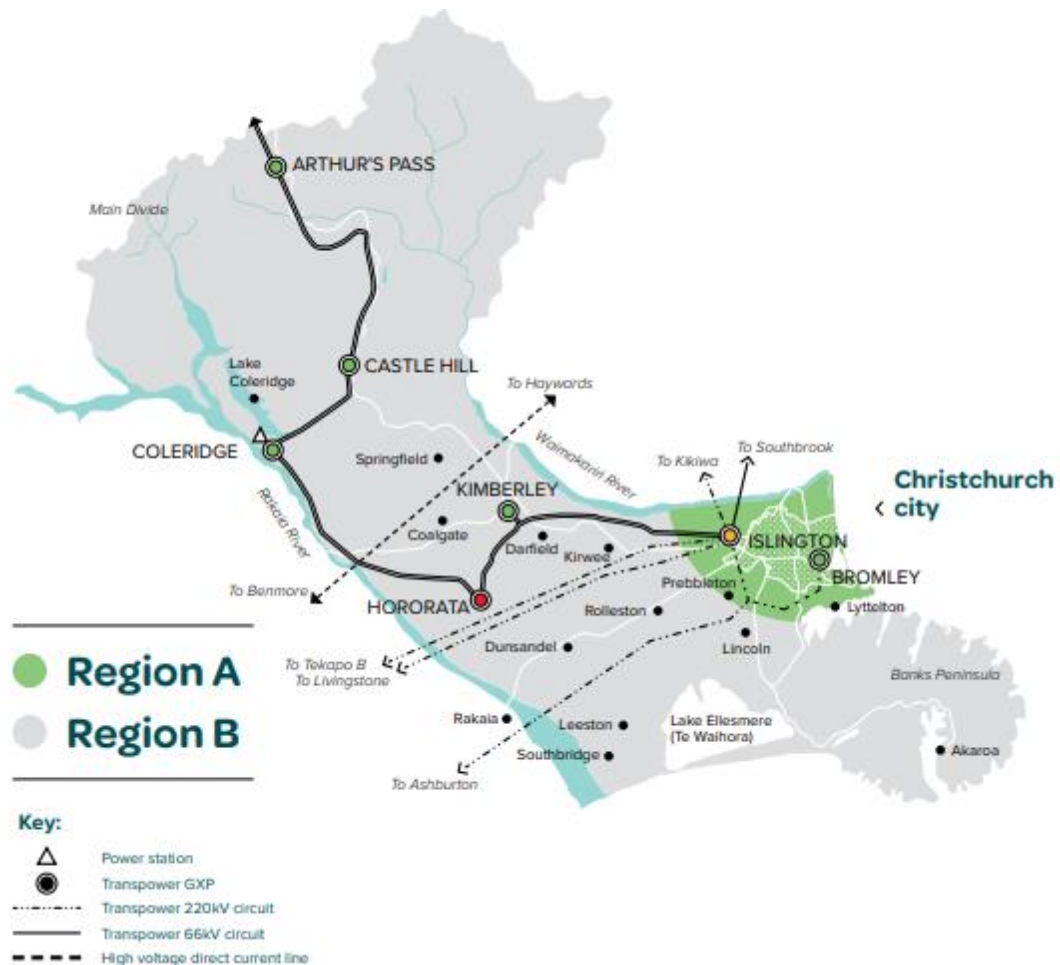 ARTHUR'S PASS
Main Divide
Lake
Coleridge
CASTLE HILL
To Haywards
COLERIDGE
Springfield
Waimakariri River
To Kikiwa
To Southbrook
Christchurch
city
KIMBERLEY
Rakaia River
Coalgate
Darfield
Kirwee
ISLINGTON
BROMLEY
To Benmore
HORORATA
Prebbleton
Rolleston
Lyttelton
Dunsandel
Lincoln
Region A
To Tekapo B
To Livingstone
Banks Peninsula
Region B
Rakaia
Leeston
Lake Ellesmere
(Te Waihora)
Southbridge
Akaroa
To Ashburton
Key:
Power station
Transpower GXP
Transpower 220kV circuit
Transpower 66kV circuit
High voltage direct current line